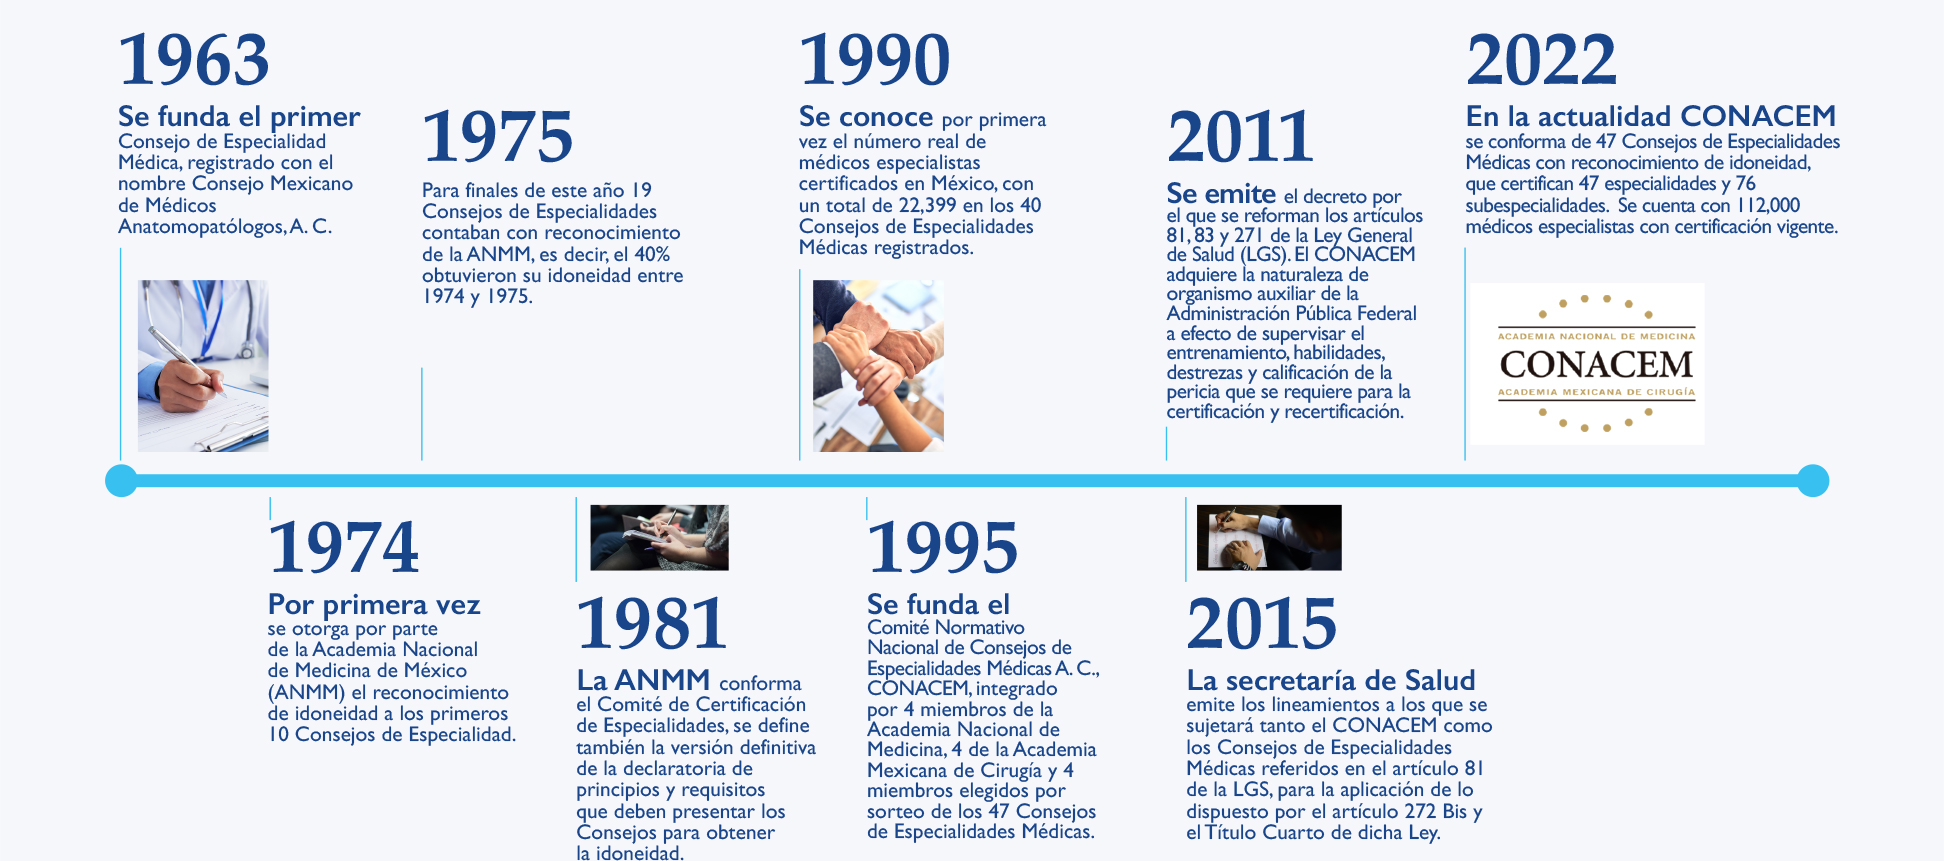 1963
Se funda el primer
Consejo de Especialidad
Médica, registrado con el
nombre Consejo Mexicano
de Médicos
Anatomopatólogos, A. C.
1974
Por primera vez
se otorga por parte
de la Academia Nacional
de Medicina de México
(ANMM) el reconocimiento
de idoneidad a los primeros
10 Consejos de Especialidad.
1975
Para finales de este año 19
Consejos de Especialidades
contaban con reconocimiento
de la ANMM, es decir, el 40%
obtuvieron su idoneidad entre
1974 y 1975.
1981
La ANMM conforma
el Comité de Certificación
de Especialidades, se define
también la versión definitiva
de la declaratoria de
principios y requisitos
que deben presentar los
Consejos para obtener
la idoneidad.
1990
Se conoce por primera
vez el número real de
médicos especialistas
certificados en México, con
un total de 22,399 en los 40
Consejos de Especialidades
Médicas registrados.
1995
Se funda el
Comité Normativo
Nacional de Consejos de
Especialidades Médicas A. C.,
CONACEM, integrado
por 4 miembros de la
Academia Nacional de
Medicina, 4 de la Academia
Mexicana de Cirugía y 4
miembros elegidos por
sorteo de los 47 Consejos
de Especialidades Médicas.
2011
Se emite el decreto por
el que se reforman los artículos
81, 83 y 271 de la Ley General
de Salud (LGS). El CONACEM
adquiere la naturaleza de
organismo auxiliar de la
Administración Pública Federal
a efecto de supervisar el
entrenamiento, habilidades,
destrezas y calificación de la
pericia que se requiere para la
certificación y recertificación.
2015
La secretaría de Salud
emite los lineamientos a los que se
sujetará tanto el CONACEM como
los Consejos de Especialidades
Médicas referidos en el artículo 81
de la LGS, para la aplicación de lo
dispuesto por el artículo 272 Bis y
el Título Cuarto de dicha Ley.
2022
En la actualidad CONACEM
se conforma de 47 Consejos de Especialidades
Médicas con reconocimiento de idoneidad,
que certifican 47 especialidades y 76
subespecialidades. Se cuenta con 112,000
médicos especialistas con certificación vigente.
ACADEMIA NACIONAL DE MEDICINA
CONACEM
ACADEMIA MEXICANA DE CIRUGÍA